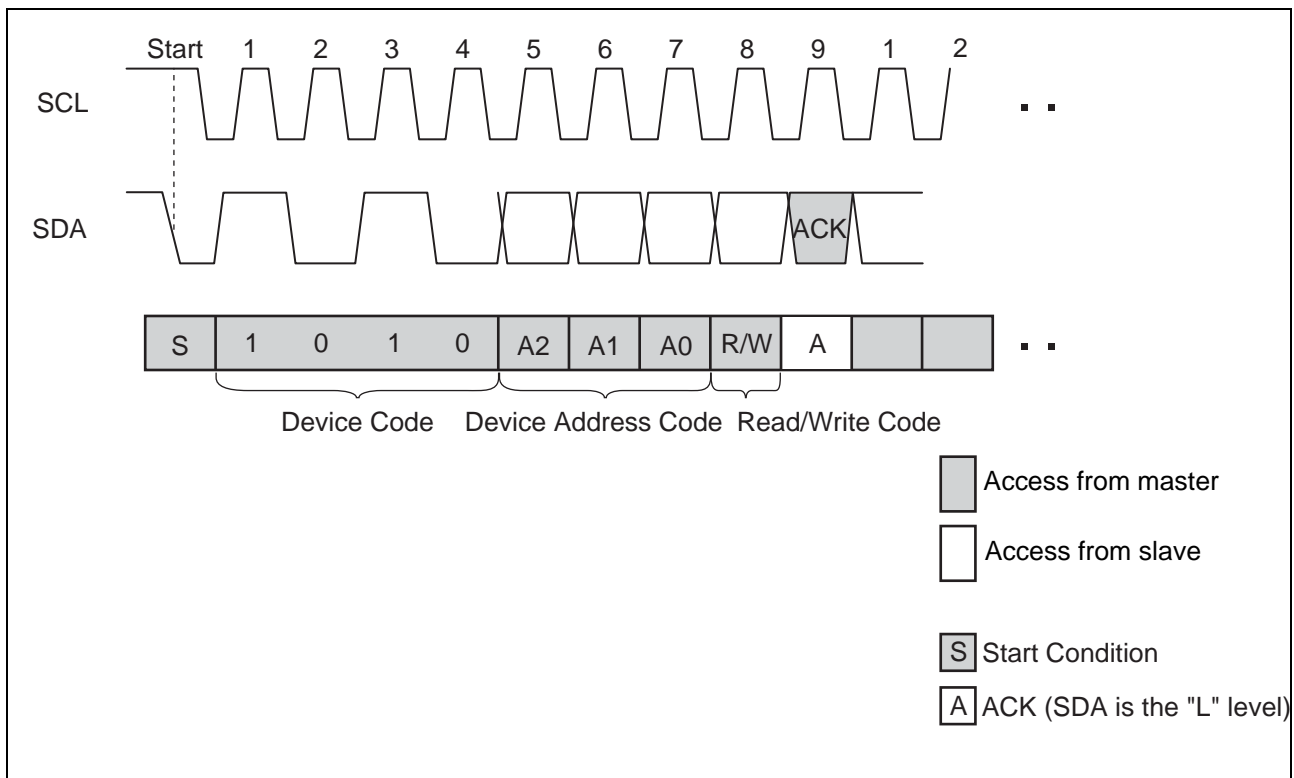 Start 1 2 3 4 5 6 7 8 9 1 2
SCL
SDA
ACK
S 1 0 1 0 A2 A1 A0 R/W A
Device Code Device Address Code Read/Write Code
Access from master
Access from slave
S Start Condition
A ACK (SDA is the "L" level)